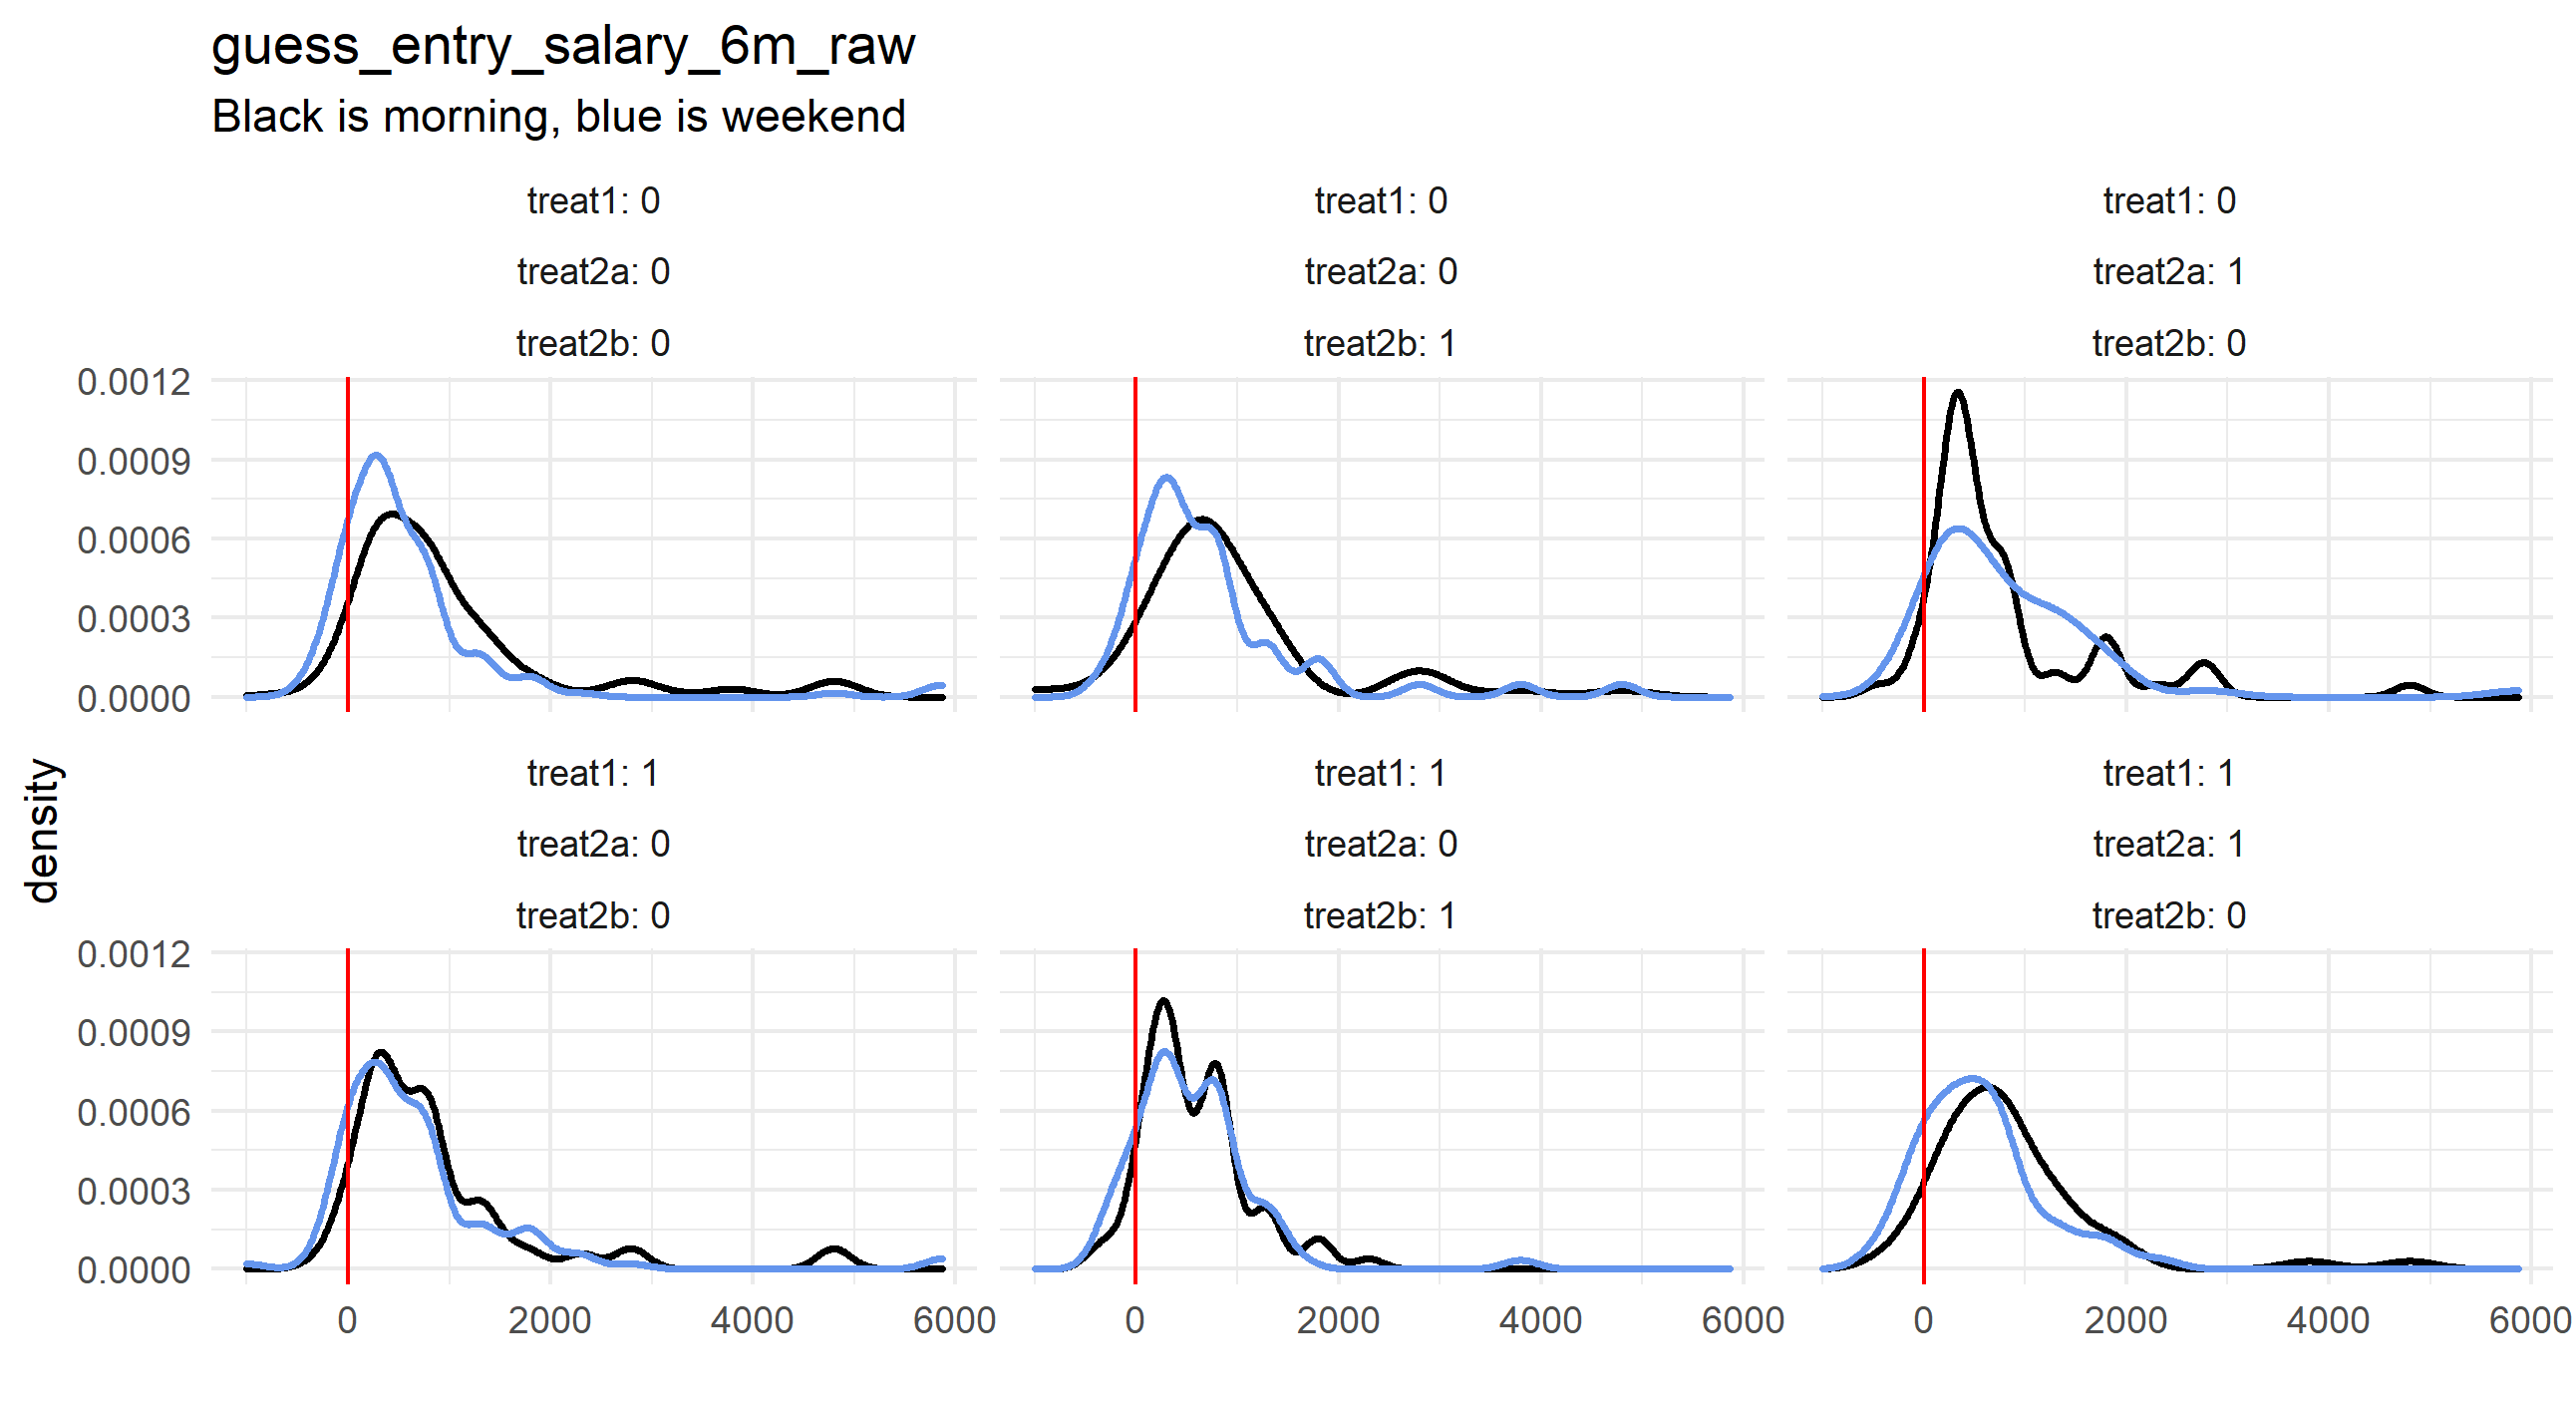 guess_entry_salary_6m_raw
Black is morning, blue is weekend
treat1: 0
treat2a: 0
treat2b: 0
treat1: 0
treat2a: 0
treat2b: 1
treat1: 0
treat2a: 1
treat2b: 0
0.0012
0.0009
0.0006
0.0003
0.0000
density
treat1: 1
treat2a: 0
treat2b: 0
treat1: 1
treat2a: 0
treat2b: 1
treat1: 1
treat2a: 1
treat2b: 0
0.0012
0.0009
0.0006
0.0003
0.0000
0 2000 4000 6000
0 2000 4000 6000
0 2000 4000 6000